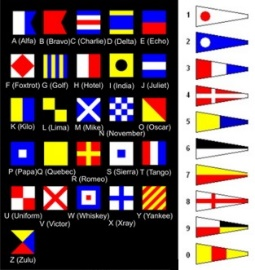 A (Alfa) B (Bravo) C (Charlie) D (Delta) E (Echo) 1
2
F (Foxtrot) G (Golf) H (Hotel) I (India) J (Juliet) 3
4
K (Kilo) L (Lima) M (Mike) N (November) O (Oscar) 5
6
P (Papa) Q (Quebec) R (Romeo) S (Sierra) T (Tango) 7
U (Uniform) V (Victor) W (Whiskey) X (Xray) Y (Yankee) 8
9
Z (Zulu) 0